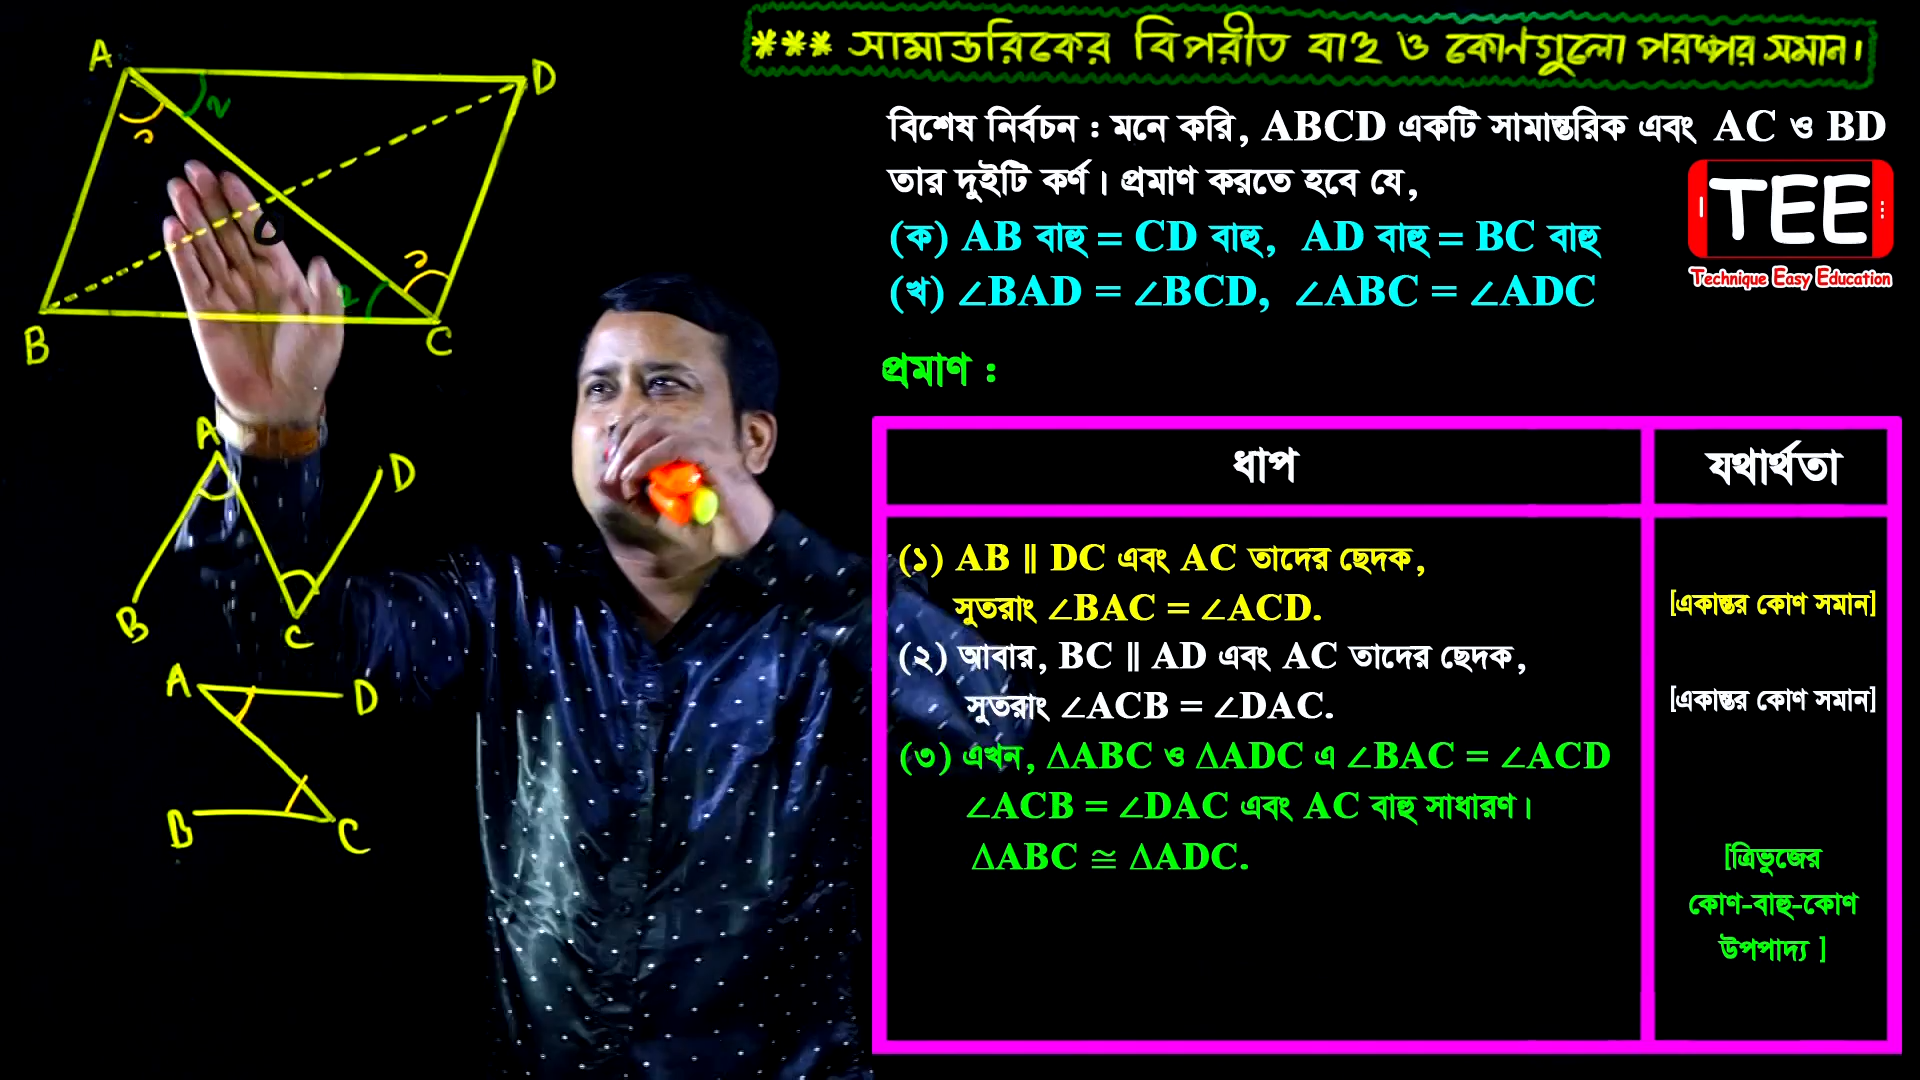 *** সামান্তরিকের বিপরীত বাহু ও কোণগুলো পরস্পর সমান।
বিশেষ নির্বচন : মনে করি, ABCD একটি সামান্তরিক এবং AC ও BD
তার দুইটি কর্ণ। প্রমাণ করতে হবে যে,
(ক) AB বাহু = CD বাহু, AD বাহু = BC বাহু
(খ) ∠BAD = ∠BCD, ∠ABC = ∠ADC
TEE
Technique Easy Education
প্রমাণ :
ধাপ
যথার্থতা
(১) AB ∥ DC এবং AC তাদের ছেদক,
সুতরাং ∠BAC = ∠ACD.
[একান্তর কোণ সমান]
(২) আবার, BC ∥ AD এবং AC তাদের ছেদক,
সুতরাং ∠ACB = ∠DAC.
[একান্তর কোণ সমান]
(৩) এখন, ΔABC ও ΔADC এ ∠BAC = ∠ACD
∠ACB = ∠DAC এবং AC বাহু সাধারণ।
ΔABC ≅ ΔADC.
[ত্রিভুজের
কোণ-বাহু-কোণ
উপপাদ্য ]
A
D
2
O
2
B
C
A
D
B
C
A
D
B
C